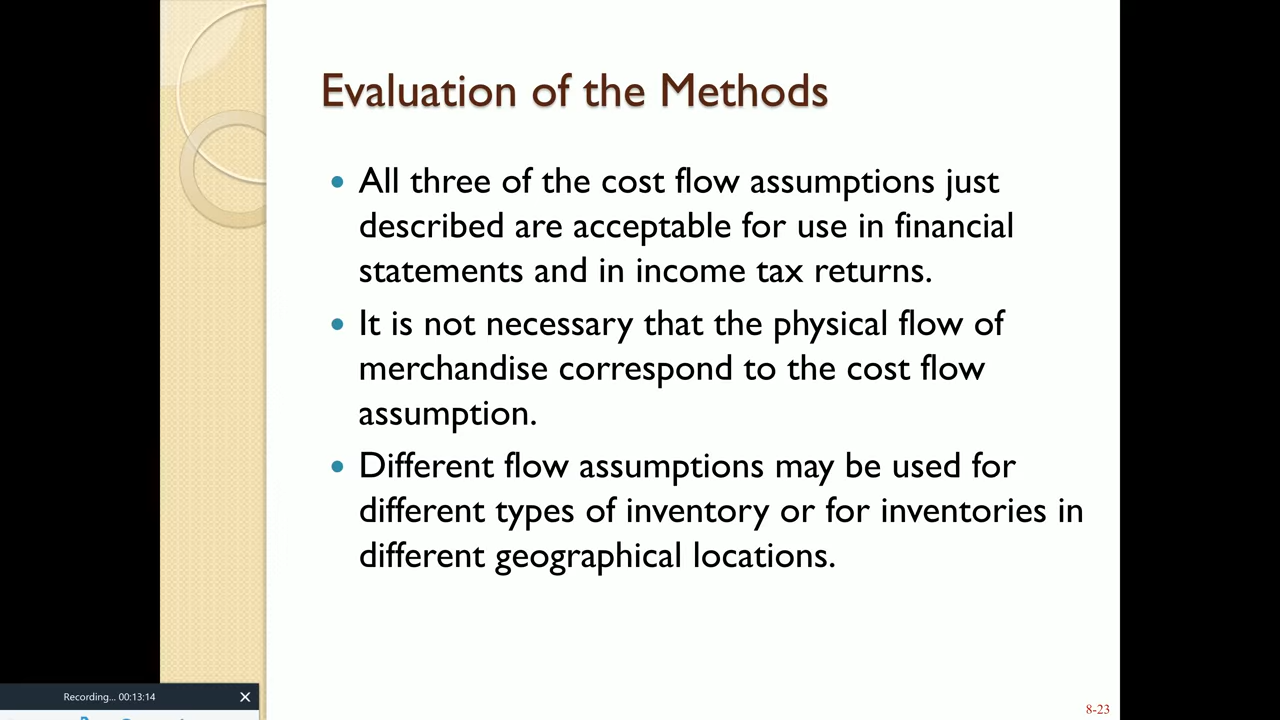 Evaluation of the Methods
• All three of the cost flow assumptions just
described are acceptable for use in financial
statements and in income tax returns.
• It is not necessary that the physical flow of
merchandise correspond to the cost flow
assumption.
• Different flow assumptions may be used for
different types of inventory or for inventories in
different geographical locations.
Recording... 00:13:14
8-23